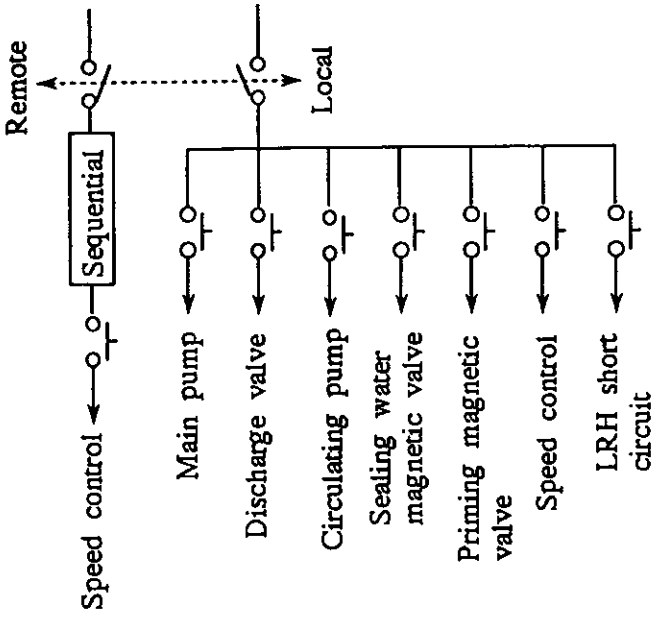 Remote
Local
Sequential
Speed control
Main pump
Discharge valve
Circulating pump
Sealing water
magnetic valve
Priming magnetic
valve
Speed control
LRH short
circuit